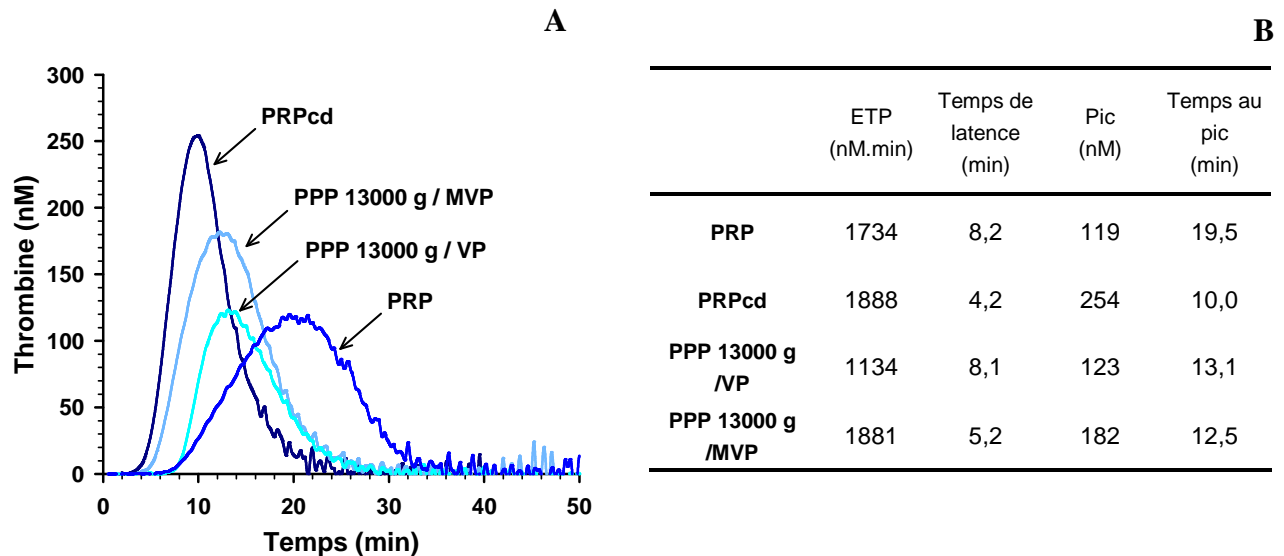 A
300
250
200
150
100
50
0
Thrombine (nM)
PRPcd
PPP 13000 g / MVP
PPP 13000 g / VP
PRP
0 10 20 30 40 50
Temps (min)
B
ETP
(nM.min)
Temps de
latence
(min)
Pic
(nM)
Temps au
pic
(min)
PRP 1734 8,2 119 19,5
PRPcd 1888 4,2 254 10,0
PPP 13000 g
/VP
1134 8,1 123 13,1
PPP 13000 g
/MVP
1881 5,2 182 12,5